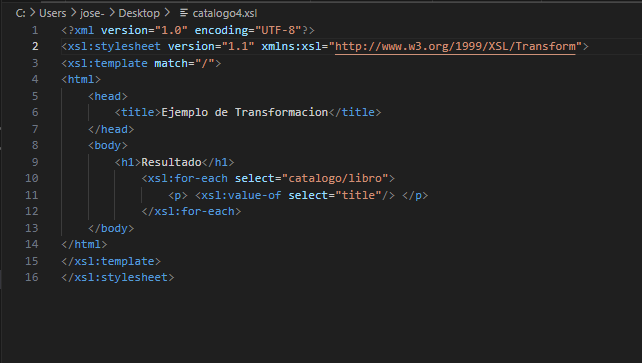 C: > Users > jose- > Desktop > catalogo4.xsl
1 <?xml version="1.0" encoding="UTF-8"?>
2 <xsl:stylesheet version="1.1" xmlns:xsl="http://www.w3.org/1999/XSL/Transform">
3 <xsl:template match="/">
4 <html>
5 <head>
6 <title>Ejemplo de Transformacion</title>
7 </head>
8 <body>
9 <h1>Resultado</h1>
10 <xsl:for-each select="catalogo/libro">
11 <p> <xsl:value-of select="title"/> </p>
12 </xsl:for-each>
13 </body>
14 </html>
15 </xsl:template>
16 </xsl:stylesheet>